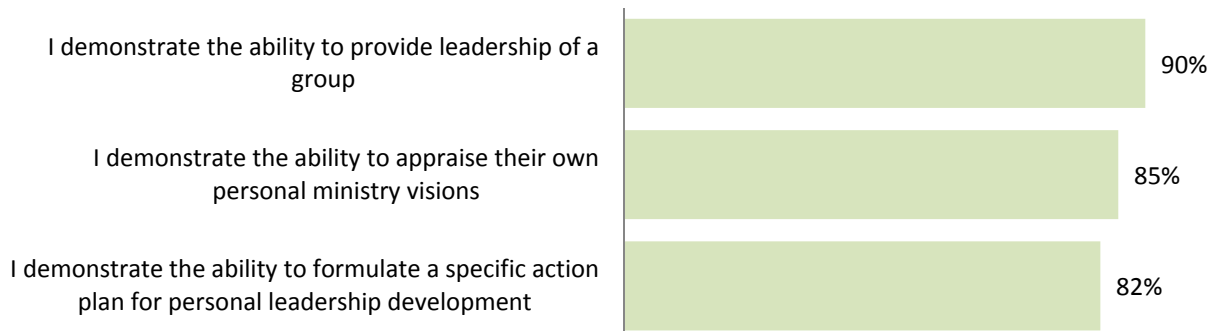 I demonstrate the ability to provide leadership of a
group
90%
I demonstrate the ability to appraise their own
personal ministry visions
85%
I demonstrate the ability to formulate a specific action
plan for personal leadership development
82%